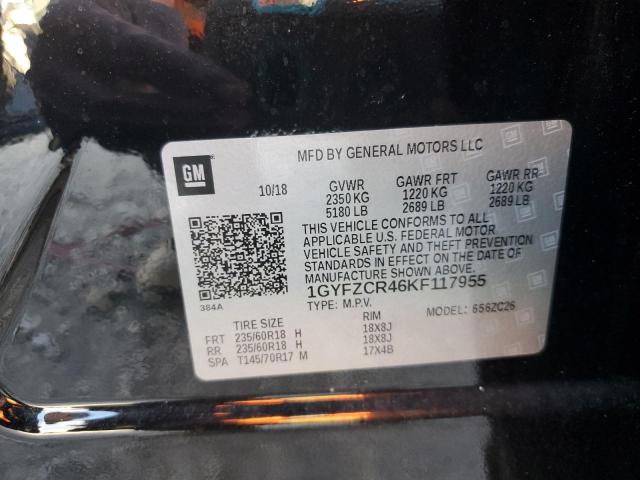 GM
MFD BY GENERAL MOTORS LLC
10/18 GVWR GAWR FRT GAWR RR
2350 KG 1220 KG 1220 KG
5180 LB 2689 LB 2689 LB
THIS VEHICLE CONFORMS TO ALL
APPLICABLE U.S. FEDERAL MOTOR
VEHICLE SAFETY AND THEFT PREVENTION
STANDARDS IN EFFECT ON THE DATE OF
MANUFACTURE SHOWN ABOVE.
1GYFZCR46KF117955
384A
TYPE: M.P.V. MODEL: 656ZC26
TIRE SIZE RIM
FRT 235/60R18 H 18X8J
RR 235/60R18 H 18X8J
SPA T145/70R17 M 17X4B